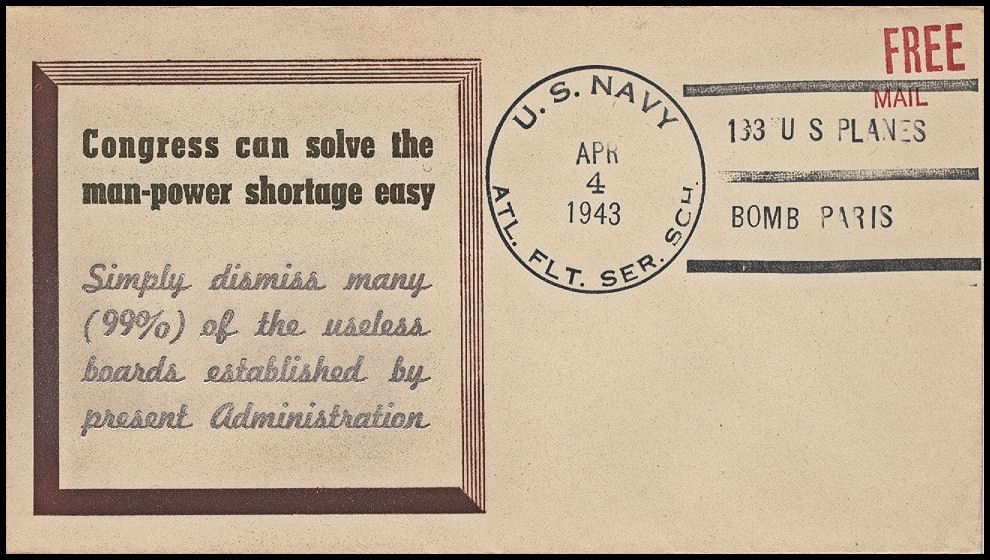 Congress can solve the
man-power shortage easy
Simply dismiss many
(99%) of the useless
boards established by
present Administration
U. S. NAVY
APR
4
1943
ATL. FLT. SER. SCH.
FREE
MAIL
133 U S PLANES
BOMB PARIS